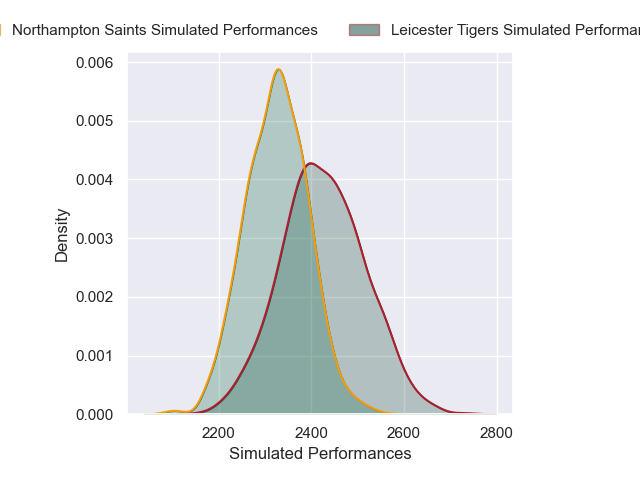 Northampton Saints Simulated Performances
Leicester Tigers Simulated
0.006
0.005
0.004
0.003
0.002
0.001
0.000
Density
2200
2400
2600
2800
Simulated Performances